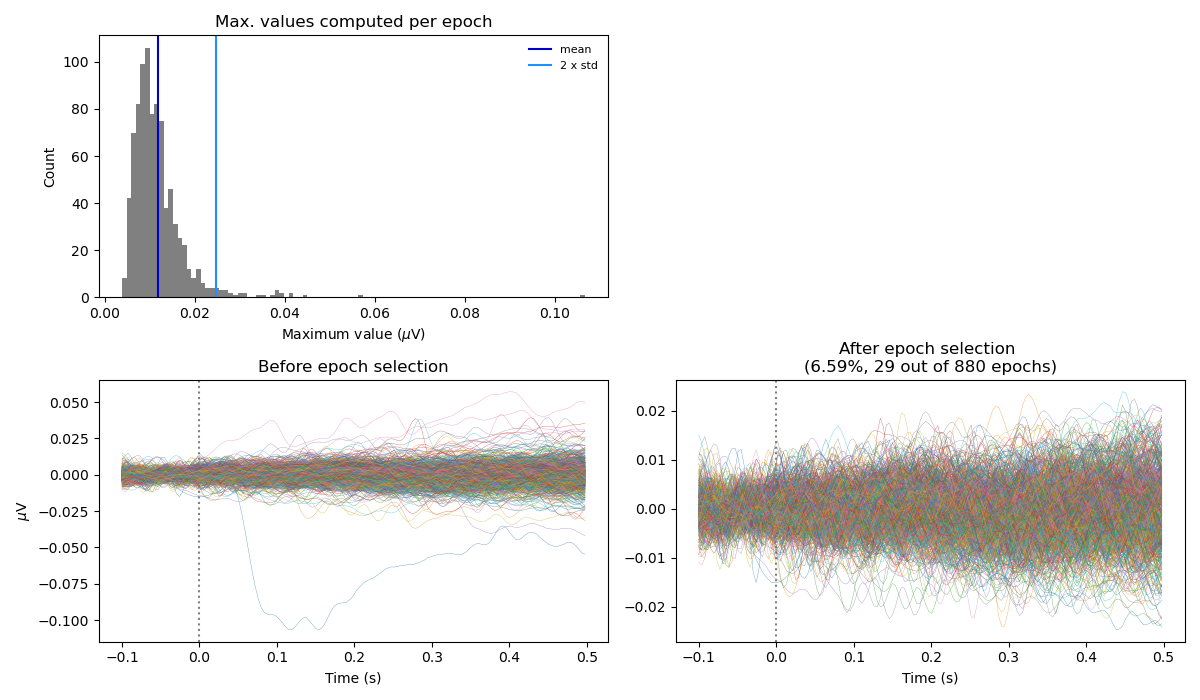 Max. values computed per epoch
Count
100
80
60
40
20
0
mean
2 x std
0.00 0.02 0.04 0.06 0.08 0.10
Maximum value (μV)
Before epoch selection
μV
0.050
0.025
0.000
−0.025
−0.050
−0.075
−0.100
−0.1 0.0 0.1 0.2 0.3 0.4 0.5
Time (s)
After epoch selection
(6.59%, 29 out of 880 epochs)
0.02
0.01
0.00
−0.01
−0.02
−0.1 0.0 0.1 0.2 0.3 0.4 0.5
Time (s)